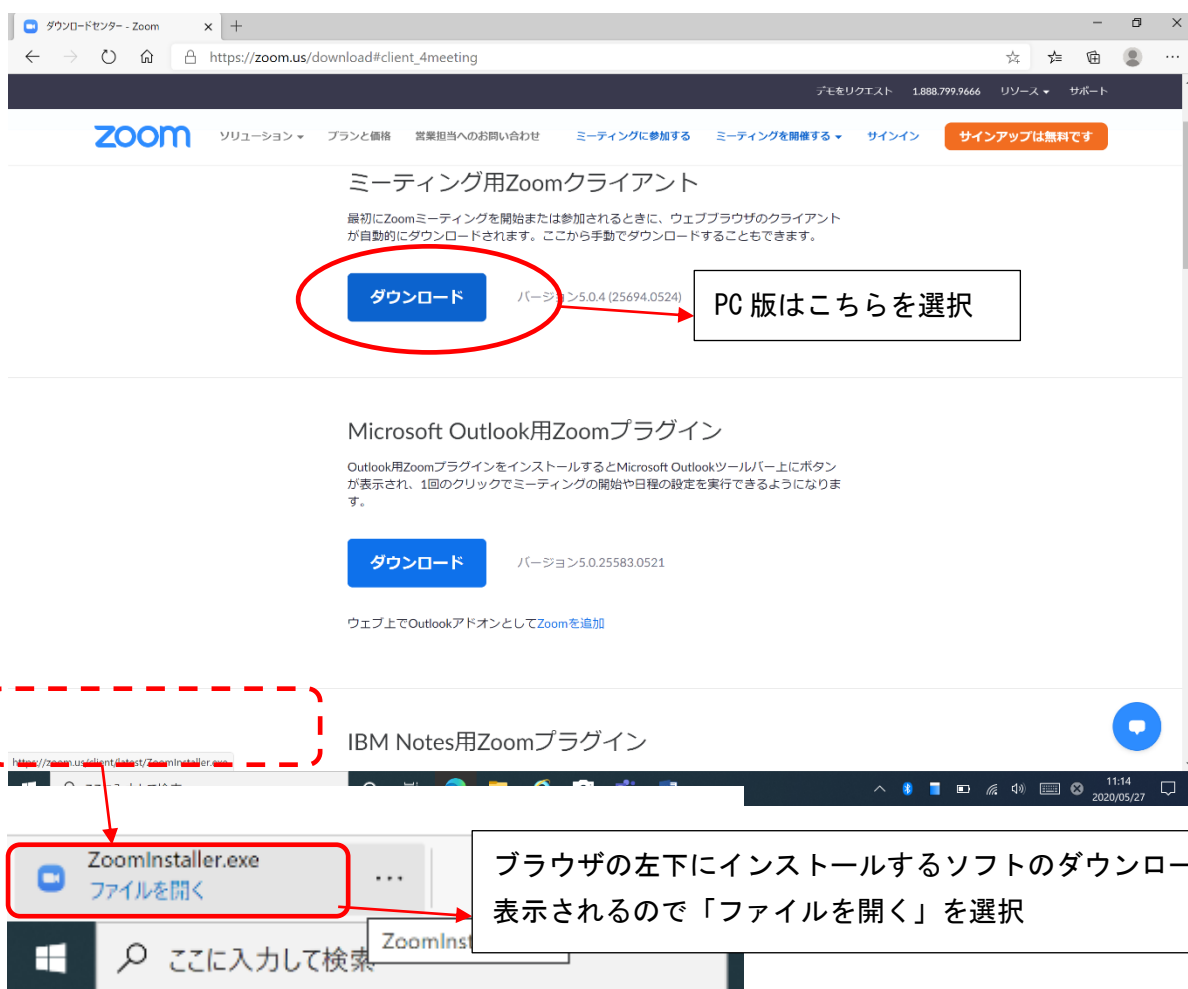 ダウンロードセンター - Zoom
https://zoom.us/download#client_4meeting
デモをリクエスト 1.888.799.9666 リソース サポート
zoom ソリューション プランと価格 営業担当へのお問い合わせ ミーティングに参加する ミーティングを開催する サインイン サインアップは無料です
ミーティング用Zoomクライアント
最初にZoomミーティングを開始または参加されるときに、ウェブブラウザのクライアント
が自動的にダウンロードされます。ここから手動でダウンロードすることもできます。
ダウンロード バージョン5.0.4 (25694.0524)
PC版はこちらを選択
Microsoft Outlook用Zoomプラグイン
Outlook用ZoomプラグインをインストールするとMicrosoft Outlookツールバー上にボタン
が表示され、1回のクリックでミーティングの開始や日程の設定を実行できるようになりま
す。
ダウンロード バージョン5.0.25583.0521
ウェブ上でOutlookアドオンとしてZoomを追加
IBM Notes用Zoomプラグイン
https://zoom.us/client/latest/ZoomInstaller.exe
11:14
2020/05/27
ZoomInstaller.exe
ファイルを開く
ブラウザの左下にインストールするソフトのダウンロー
表示されるので「ファイルを開く」を選択
ZoomInst
ここに入力して検索